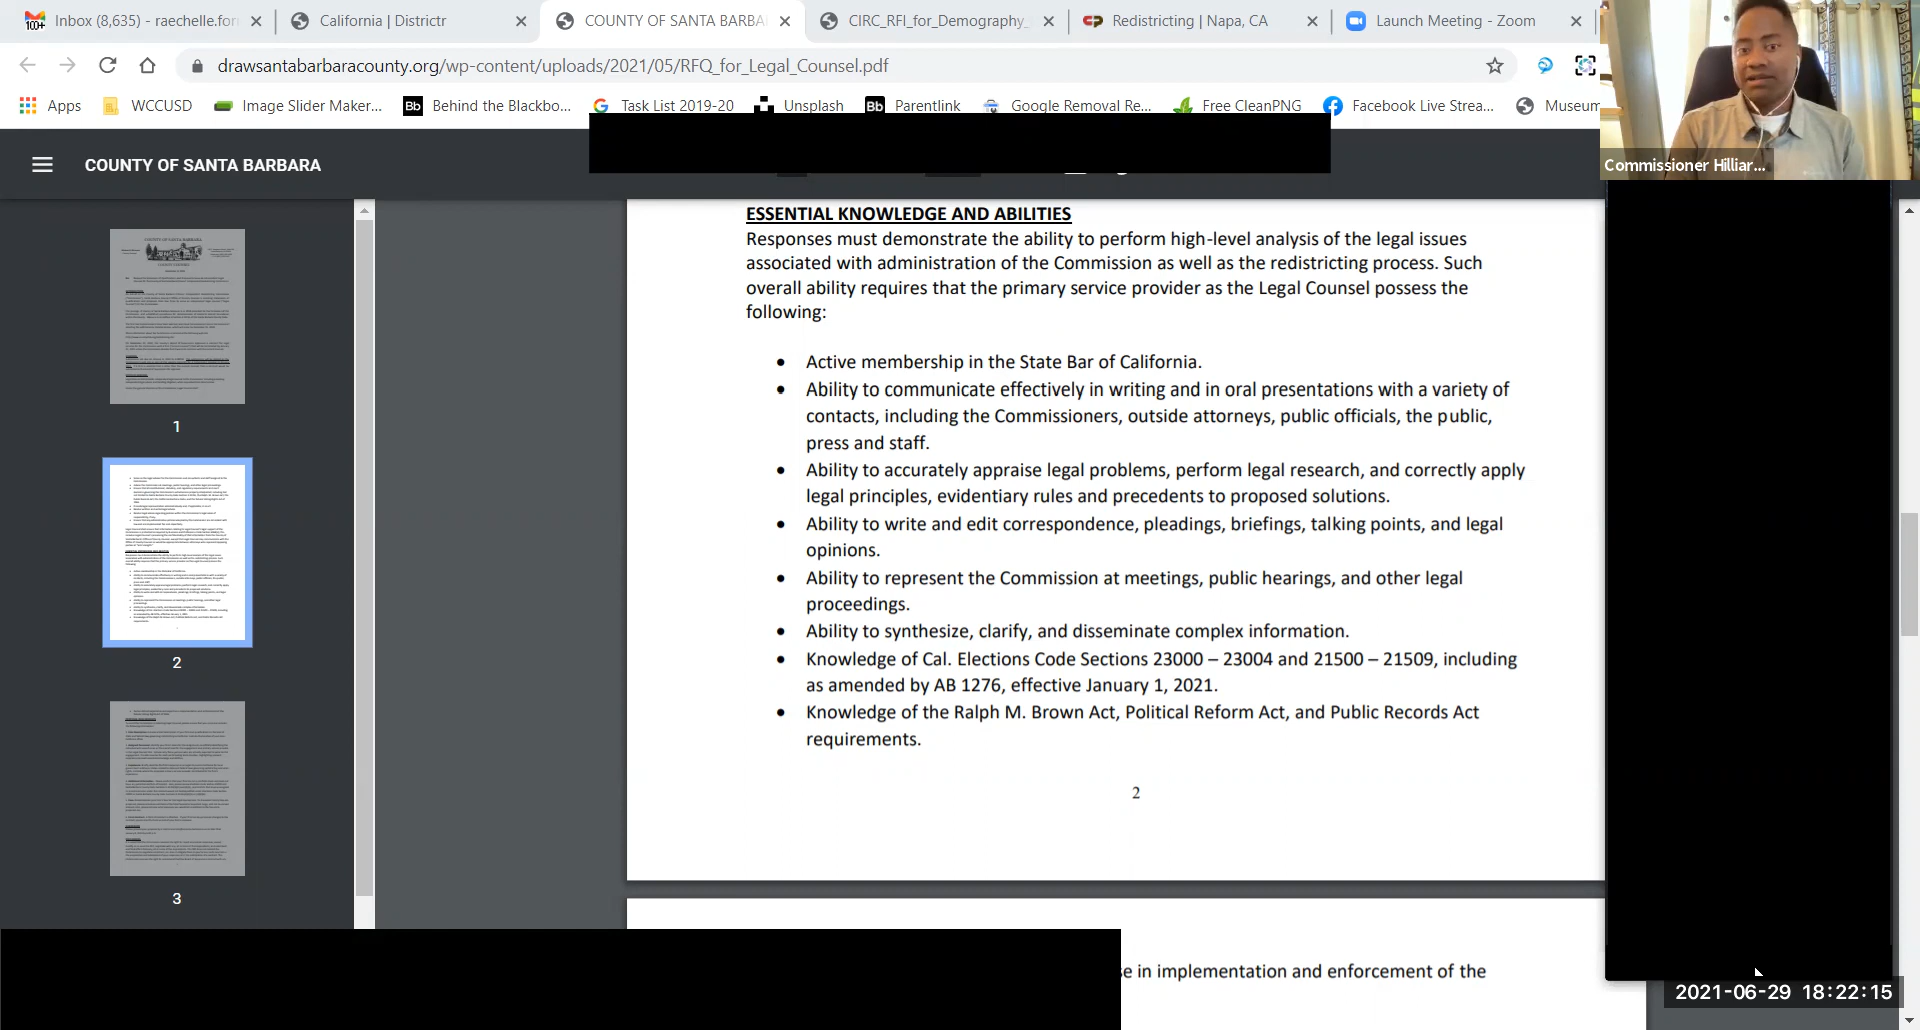 100+
Inbox (8,635) - raechelle.for
California | Districtr
COUNTY OF SANTA BARBA
CIRC_RFI_for_Demography_
Redistricting | Napa, CA
Launch Meeting - Zoom
drawsantabarbaracounty.org/wp-content/uploads/2021/05/RFQ_for_Legal_Counsel.pdf
Apps
WCCUSD
Image Slider Maker...
Bb Behind the Blackbo...
G Task List 2019-20
Unsplash
Bb Parentlink
Google Removal Re...
Free CleanPNG
Facebook Live Strea...
Museum
Commissioner Hilliar...
COUNTY OF SANTA BARBARA
1
2
3
ESSENTIAL KNOWLEDGE AND ABILITIES
Responses must demonstrate the ability to perform high-level analysis of the legal issues
associated with administration of the Commission as well as the redistricting process. Such
overall ability requires that the primary service provider as the Legal Counsel possess the
following:
• Active membership in the State Bar of California.
• Ability to communicate effectively in writing and in oral presentations with a variety of
contacts, including the Commissioners, outside attorneys, public officials, the public,
press and staff.
• Ability to accurately appraise legal problems, perform legal research, and correctly apply
legal principles, evidentiary rules and precedents to proposed solutions.
• Ability to write and edit correspondence, pleadings, briefings, talking points, and legal
opinions.
• Ability to represent the Commission at meetings, public hearings, and other legal
proceedings.
• Ability to synthesize, clarify, and disseminate complex information.
• Knowledge of Cal. Elections Code Sections 23000 – 23004 and 21500 – 21509, including
as amended by AB 1276, effective January 1, 2021.
• Knowledge of the Ralph M. Brown Act, Political Reform Act, and Public Records Act
requirements.
2
se in implementation and enforcement of the
2021-06-29 18:22:15